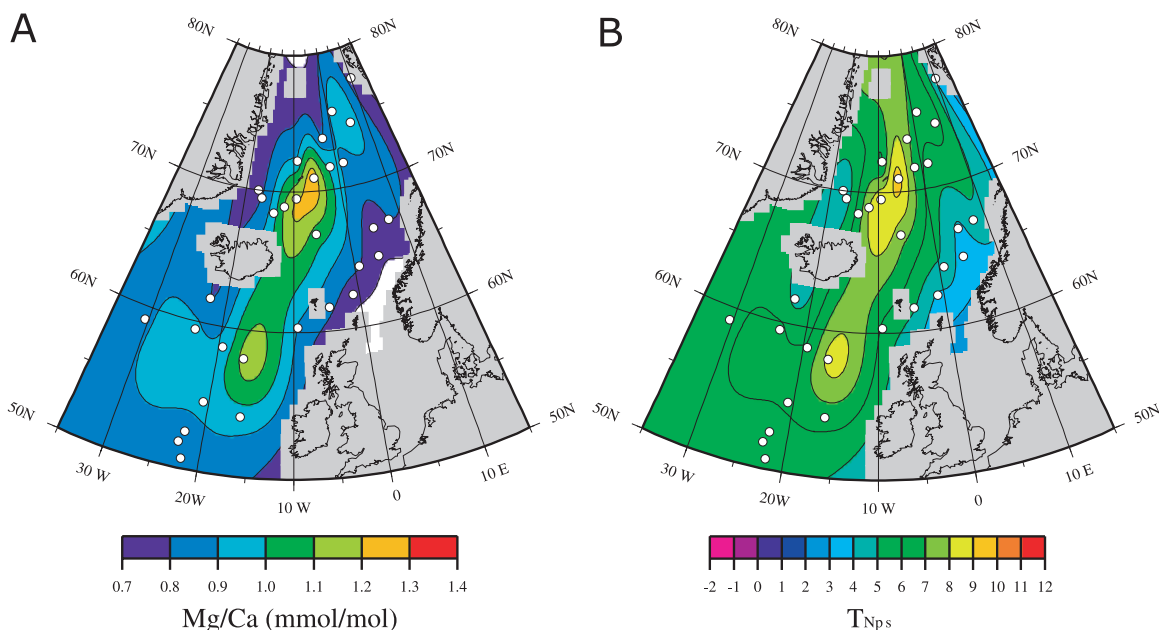 A
80N
80N
70N
70N
60N
60N
50N
50N
30 W
20W
10 W
0
10 E
0.7 0.8 0.9 1.0 1.1 1.2 1.3 1.4
Mg/Ca (mmol/mol)
B
80N
80N
70N
70N
60N
60N
50N
50N
30 W
20W
10 W
0
10 E
-2 -1 0 1 2 3 4 5 6 7 8 9 10 11 12
TNps